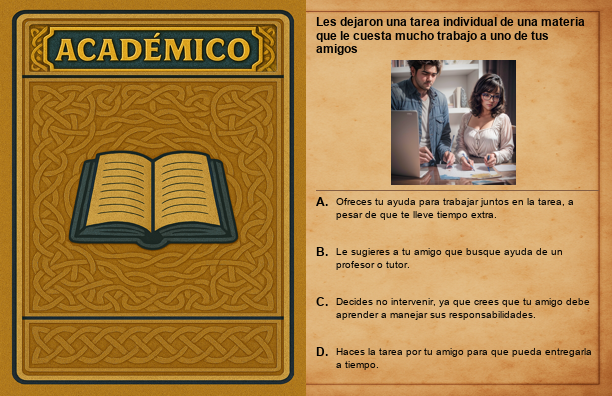 ACADÉMICO
Les dejaron una tarea individual de una materia
que le cuesta mucho trabajo a uno de tus
amigos
A. Ofreces tu ayuda para trabajar juntos en la tarea, a
pesar de que te lleve tiempo extra.
B. Le sugieres a tu amigo que busque ayuda de un
profesor o tutor.
C. Decides no intervenir, ya que crees que tu amigo debe
aprender a manejar sus responsabilidades.
D. Haces la tarea por tu amigo para que pueda entregarla
a tiempo.